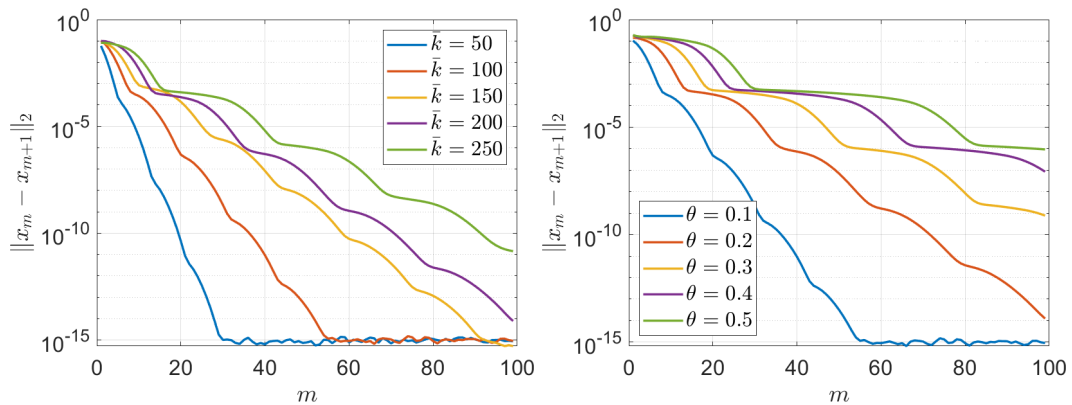 10^0
10^-5
10^-10
10^-15
||x_m − x_{m+1}||_2
0 20 40 60 80 100
m
k̄ = 50
k̄ = 100
k̄ = 150
k̄ = 200
k̄ = 250
10^0
10^-5
10^-10
10^-15
||x_m − x_{m+1}||_2
0 20 40 60 80 100
m
θ = 0.1
θ = 0.2
θ = 0.3
θ = 0.4
θ = 0.5